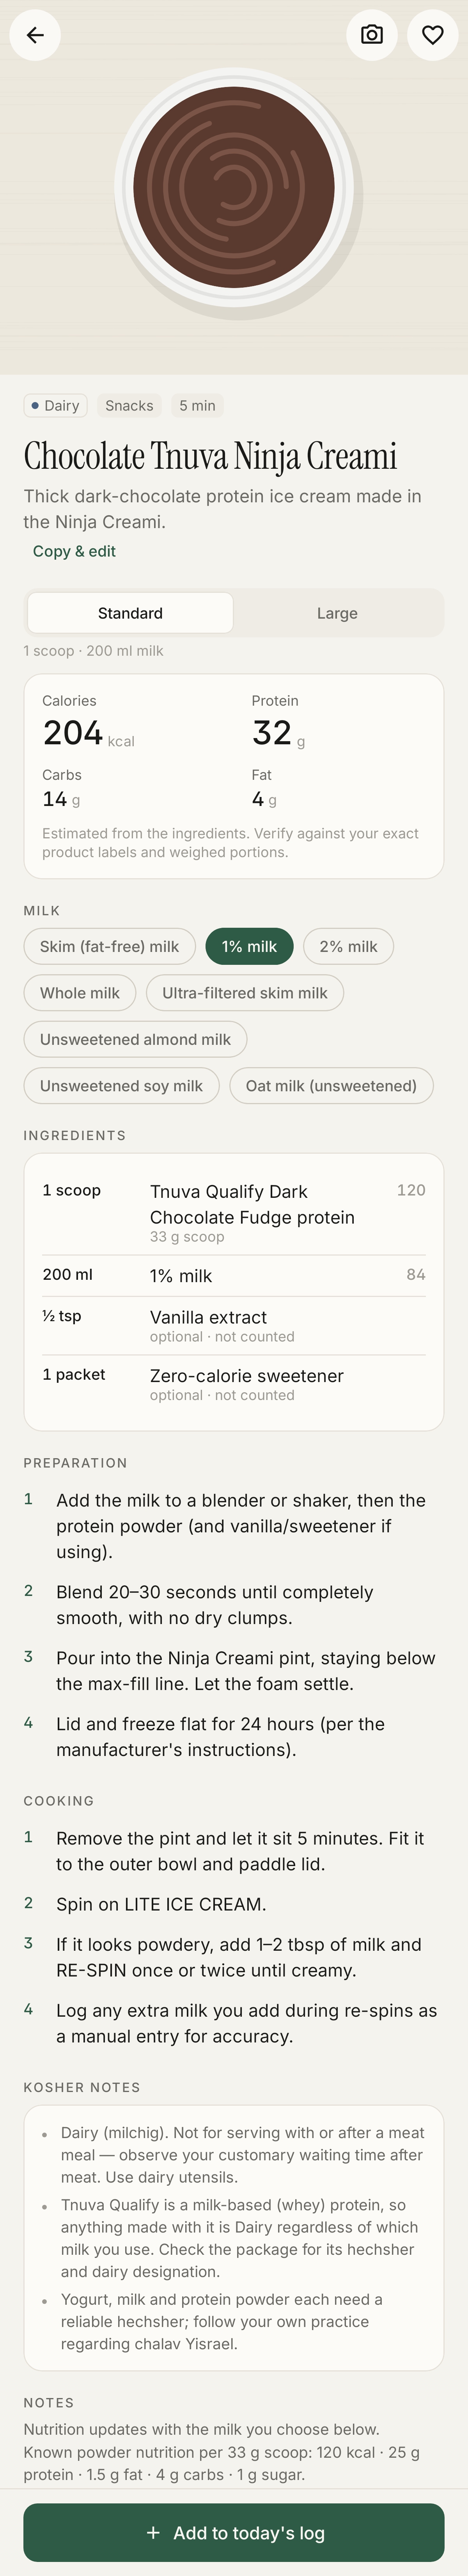 Dairy
Snacks
5 min
Chocolate Tnuva Ninja Creami
Thick dark-chocolate protein ice cream made in
the Ninja Creami.
Copy & edit
Standard
Large
1 scoop · 200 ml milk
Calories
Protein
204 kcal
32 g
Carbs
Fat
14 g
4 g
Estimated from the ingredients. Verify against your exact
product labels and weighed portions.
MILK
Skim (fat-free) milk
1% milk
2% milk
Whole milk
Ultra-filtered skim milk
Unsweetened almond milk
Unsweetened soy milk
Oat milk (unsweetened)
INGREDIENTS
1 scoop
Tnuva Qualify Dark
120
Chocolate Fudge protein
33 g scoop
200 ml
1% milk
84
½ tsp
Vanilla extract
optional · not counted
1 packet
Zero-calorie sweetener
optional · not counted
PREPARATION
1 Add the milk to a blender or shaker, then the
protein powder (and vanilla/sweetener if
using).
2 Blend 20–30 seconds until completely
smooth, with no dry clumps.
3 Pour into the Ninja Creami pint, staying below
the max-fill line. Let the foam settle.
4 Lid and freeze flat for 24 hours (per the
manufacturer's instructions).
COOKING
1 Remove the pint and let it sit 5 minutes. Fit it
to the outer bowl and paddle lid.
2 Spin on LITE ICE CREAM.
3 If it looks powdery, add 1–2 tbsp of milk and
RE-SPIN once or twice until creamy.
4 Log any extra milk you add during re-spins as
a manual entry for accuracy.
KOSHER NOTES
• Dairy (milchig). Not for serving with or after a meat
meal — observe your customary waiting time after
meat. Use dairy utensils.
• Tnuva Qualify is a milk-based (whey) protein, so
anything made with it is Dairy regardless of which
milk you use. Check the package for its hechsher
and dairy designation.
• Yogurt, milk and protein powder each need a
reliable hechsher; follow your own practice
regarding chalav Yisrael.
NOTES
Nutrition updates with the milk you choose below.
Known powder nutrition per 33 g scoop: 120 kcal · 25 g
protein · 1.5 g fat · 4 g carbs · 1 g sugar.
+ Add to today's log